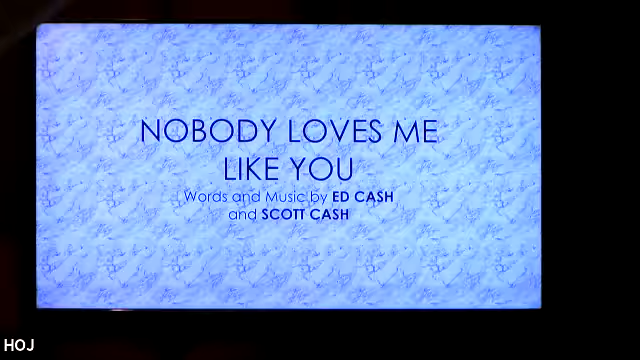 NOBODY LOVES ME
LIKE YOU
Words and Music by ED CASH
and SCOTT CASH
HOJ